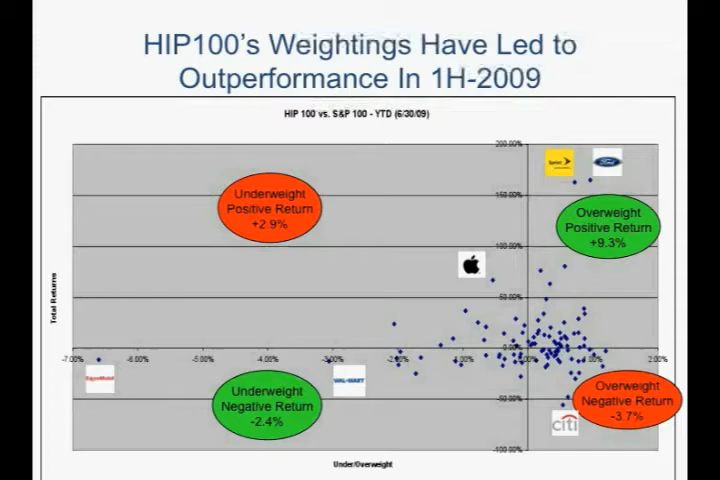 HIP100's Weightings Have Led to
Outperformance In 1H-2009
HIP 100 vs. S&P 100 - YTD (6/30/09)
200.00%
Sprint
Ford
Underweight
Positive Return
+2.9%
150.00%
Overweight
Positive Return
+9.3%
100.00%
Total Returns
50.00%
0.00%
-7.00%
-6.00%
-5.00%
-4.00%
-3.00%
-2.00%
-1.00%
2.00%
ExxonMobil
WAL-MART
Underweight
Negative Return
-2.4%
Overweight
Negative Return
-3.7%
-50.00%
citi
-100.00%
Under/Overweight